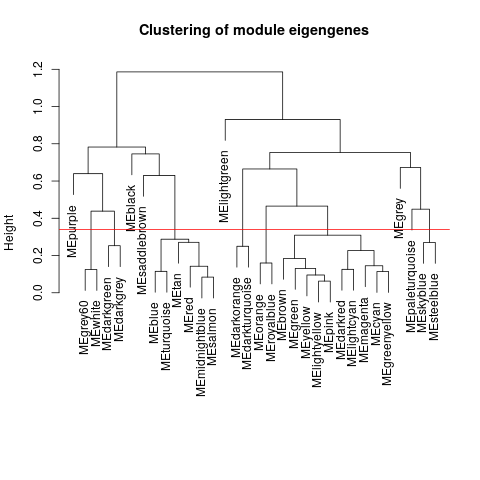 Clustering of module eigengenes
Height
0.0
0.2
0.4
0.6
0.8
1.0
1.2
MEpurple
MEgrey60
MEwhite
MEdarkgreen
MEdarkgrey
MEblack
MEsaddlebrown
MEblue
MEturquoise
MEtan
MEred
MEmidnightblue
MEsalmon
MElightgreen
MEdarkorange
MEdarkturquoise
MEorange
MEroyalblue
MEbrown
MEgreen
MEyellow
MElightyellow
MEpink
MEdarkred
MElightcyan
MEmagenta
MEcyan
MEgreenyellow
MEgrey
MEpaleturquoise
MEskyblue
MEsteelblue